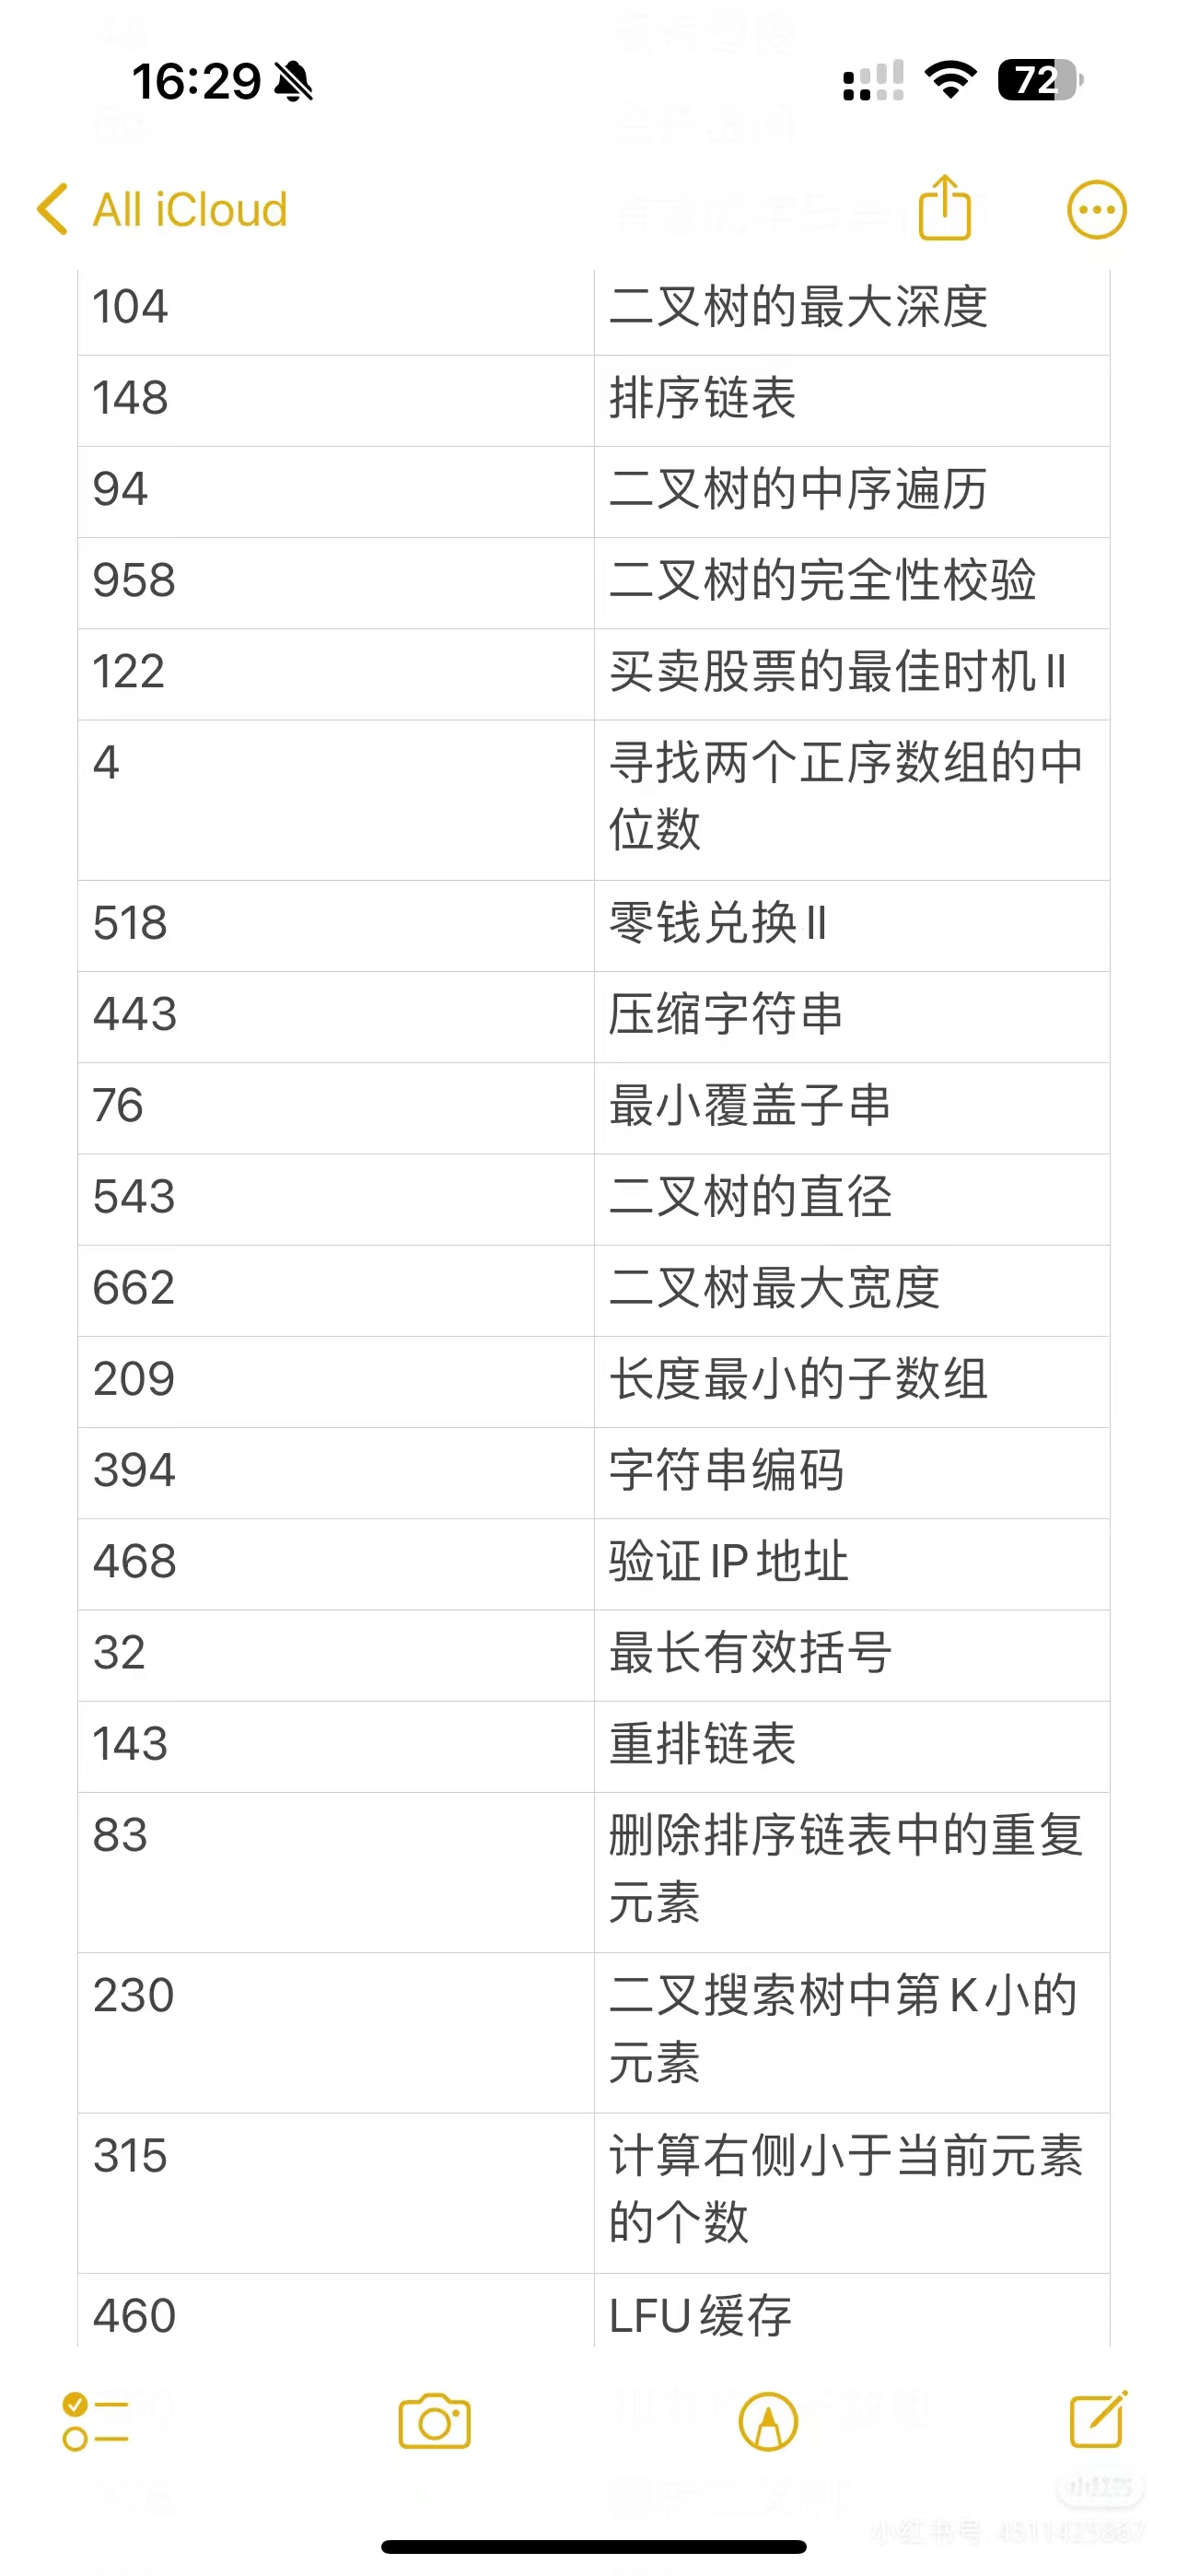 16:29
72
All iCloud
104 二叉树的最大深度
148 排序链表
94 二叉树的中序遍历
958 二叉树的完全性校验
122 买卖股票的最佳时机 II
4 寻找两个正序数组的中
位数
518 零钱兑换 II
443 压缩字符串
76 最小覆盖子串
543 二叉树的直径
662 二叉树最大宽度
209 长度最小的子数组
394 字符串编码
468 验证 IP 地址
32 最长有效括号
143 重排链表
83 删除排序链表中的重复
元素
230 二叉搜索树中第 K 小的
元素
315 计算右侧小于当前元素
的个数
460 LFU 缓存
小红书
小红书号: 4511425867